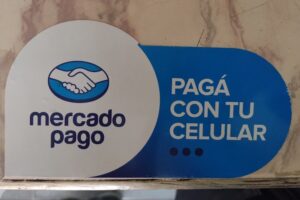 mercado
pago
PAGÁ
CON TU
CELULAR